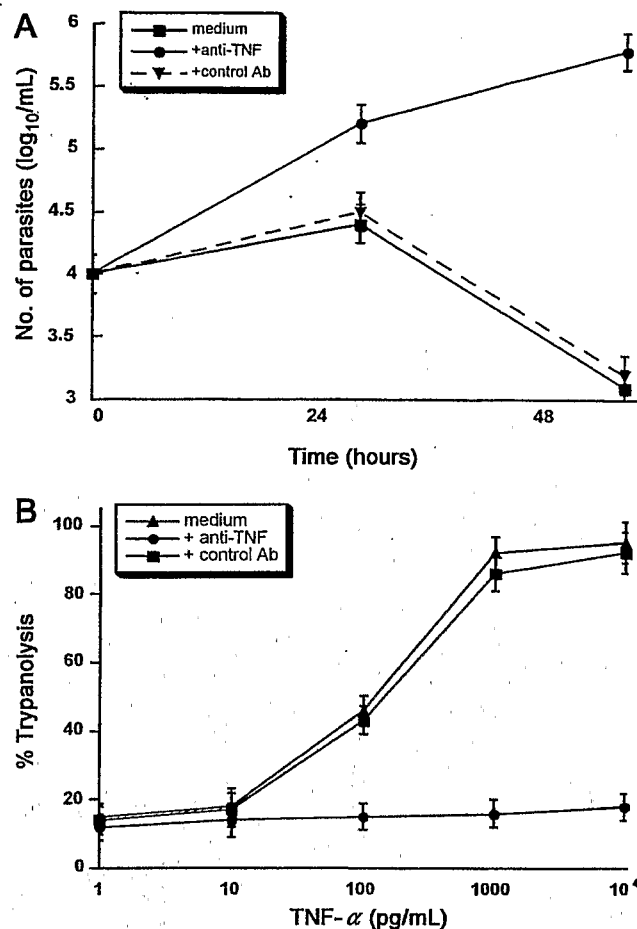 A
medium
+anti-TNF
+control Ab
No. of parasites (log10/mL)
6
5.5
5
4.5
4
3.5
3
0
24
48
Time (hours)
B
medium
+ anti-TNF
+ control Ab
% Trypanolysis
100
80
60
40
20
0
1
10
100
1000
10⁴
TNF-α (pg/mL)